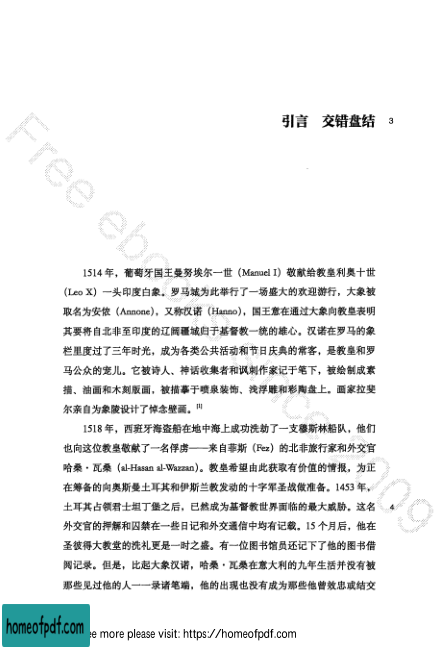 引言 交错盘结 3
1514 年，葡萄牙国王曼努埃尔一世（Manuel I）敬献给教皇利奥十世
（Leo X）一头印度白象。罗马城为此举行了一场盛大的欢迎游行，大象被
取名为安侬（Annone），又称汉诺（Hanno），国王意在通过大象向教皇表明
其要将自北非至印度的辽阔疆域归于基督教一统的雄心。汉诺在罗马的象
栏里度过了三年时光，成为各类公共活动和节日庆典的常客，是教皇和罗
马公众的宠儿。它被诗人、神话收集者和讽刺作家记于笔下，被绘制成素
描、油画和木刻版画，被描摹于喷泉装饰、浅浮雕和彩陶盘上。画家拉斐
尔亲自为象陵设计了悼念壁画。[1]
1518 年，西班牙海盗船在地中海上成功洗劫了一支穆斯林船队，他们
也向这位教皇敬献了一名俘虏——来自菲斯（Fez）的北非旅行家和外交官
哈桑·瓦桑（al-Hasan al-Wazzan）。教皇希望由此获取有价值的情报，为正
在筹备的向奥斯曼土耳其和伊斯兰教发动的十字军圣战做准备。1453 年，
土耳其占领君士坦丁堡之后，已然成为基督教世界面临的最大威胁。这名 4
外交官的押解和囚禁在一些日记和外交通信中均有记载。15 个月后，他在
圣彼得大教堂的洗礼更是一时之盛。有一位图书馆员还记下了他的图书借
阅记录。但是，比起大象汉诺，哈桑·瓦桑在意大利的九年生活并没有被
那些见过他的人一一录诸笔端，他的出现也没有成为那些他曾效忠或结交
Free ebooks since 2009
homeofpdf.com
ee more please visit: https://homeofpdf.com